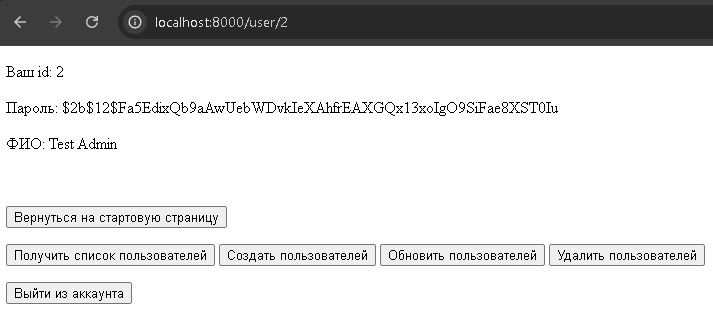 localhost:8000/user/2
Ваш id: 2
Пароль: $2b$12$Fa5EdixQb9aAwUebWDvkIeXAhfrEAXGQx13xoIgO9SiFae8XST0Iu
ФИО: Test Admin
Вернуться на стартовую страницу
Получить список пользователей Создать пользователей Обновить пользователей Удалить пользователей
Выйти из аккаунта